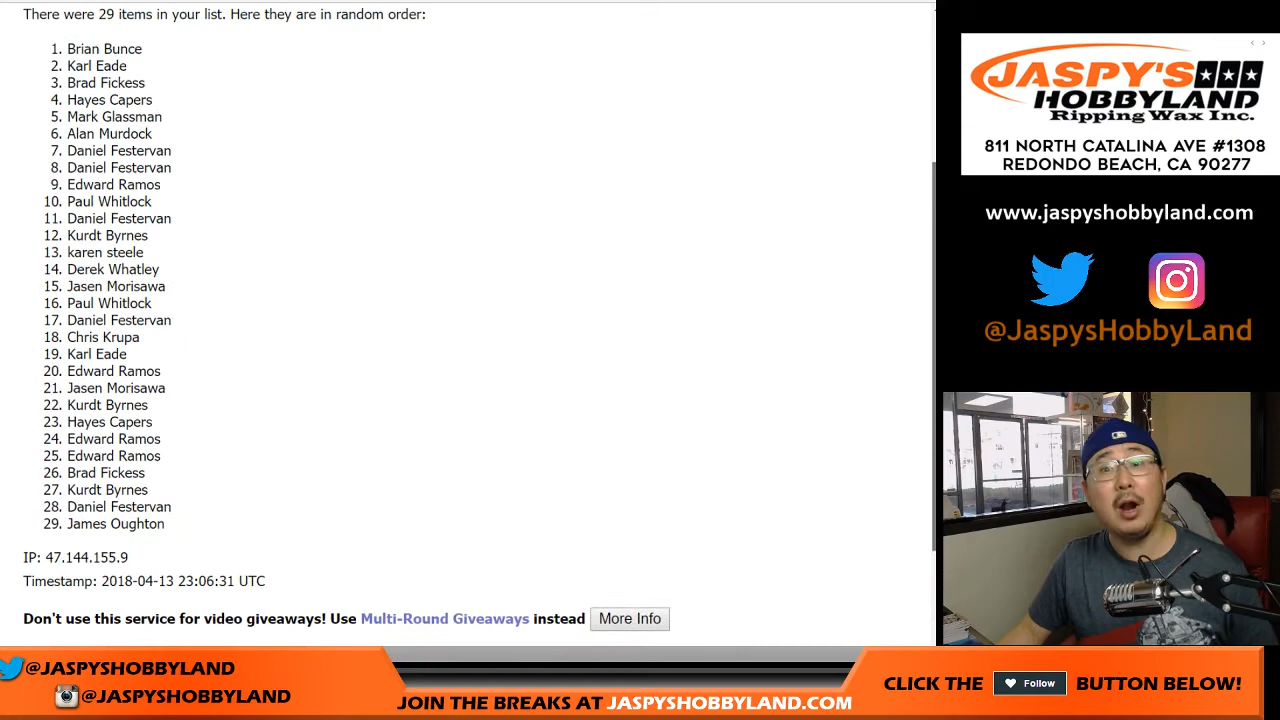 There were 29 items in your list. Here they are in random order:
1. Brian Bunce
2. Karl Eade
3. Brad Fickess
4. Hayes Capers
5. Mark Glassman
6. Alan Murdock
7. Daniel Festervan
8. Daniel Festervan
9. Edward Ramos
10. Paul Whitlock
11. Daniel Festervan
12. Kurdt Byrnes
13. karen steele
14. Derek Whatley
15. Jasen Morisawa
16. Paul Whitlock
17. Daniel Festervan
18. Chris Krupa
19. Karl Eade
20. Edward Ramos
21. Jasen Morisawa
22. Kurdt Byrnes
23. Hayes Capers
24. Edward Ramos
25. Edward Ramos
26. Brad Fickess
27. Kurdt Byrnes
28. Daniel Festervan
29. James Oughton
IP: 47.144.155.9
Timestamp: 2018-04-13 23:06:31 UTC
Don't use this service for video giveaways! Use Multi-Round Giveaways instead More Info
JASPY'S
HOBBYLAND
Ripping Wax Inc.
811 NORTH CATALINA AVE #1308
REDONDO BEACH, CA 90277
www.jaspyshobbyland.com
@JaspysHobbyLand
@JASPYSHOBBYLAND
@JASPYSHOBBYLAND
JOIN THE BREAKS AT JASPYSHOBBYLAND.COM
CLICK THE Follow BUTTON BELOW!